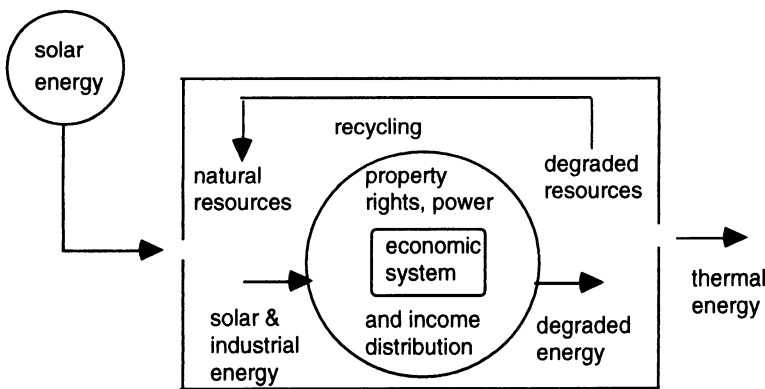 solar
energy
recycling
natural
resources
property
rights, power
degraded
resources
economic
system
thermal
energy
solar &
industrial
energy
and income
distribution
degraded
energy